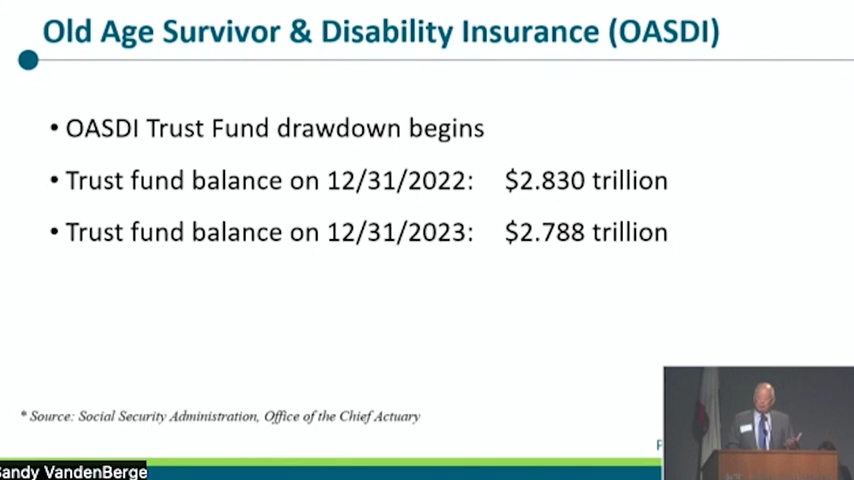 Old Age Survivor & Disability Insurance (OASDI)
• OASDI Trust Fund drawdown begins
• Trust fund balance on 12/31/2022: $2.830 trillion
• Trust fund balance on 12/31/2023: $2.788 trillion
* Source: Social Security Administration, Office of the Chief Actuary
Sandy VandenBerge